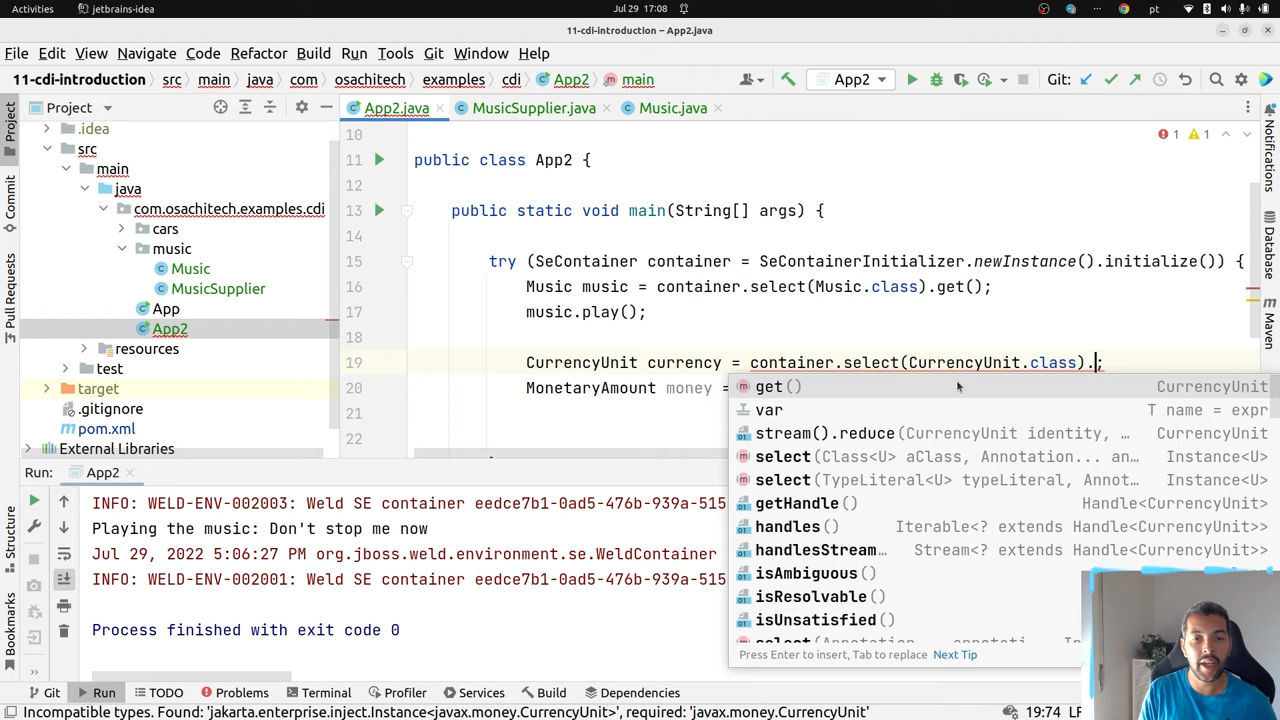 Activities
jetbrains-idea
Jul 29 17:08
pt
11-cdi-introduction – App2.java
File Edit View Navigate Code Refactor Build Run Tools Git Window Help
11-cdi-introduction > src > main > java > com > osachitech > examples > cdi > App2 > main
App2
Git:
Project
App2.java
MusicSupplier.java
Music.java
Project
Commit
Pull Requests
Structure
Bookmarks
Notifications
Database
Maven
.idea
src
main
java
com.osachitech.examples.cdi
cars
music
Music
MusicSupplier
App
App2
resources
test
target
.gitignore
pom.xml
External Libraries
1 1
10
11 public class App2 {
12
13 public static void main(String[] args) {
14
15 try (SeContainer container = SeContainerInitializer.newInstance().initialize()) {
16 Music music = container.select(Music.class).get();
17 music.play();
18
19 CurrencyUnit currency = container.select(CurrencyUnit.class).;
20 MonetaryAmount money =
21
22
get() CurrencyUnit
var T name = expr
stream().reduce(CurrencyUnit identity, … CurrencyUnit
select(Class<U> aClass, Annotation... an… Instance<U>
select(TypeLiteral<U> typeLiteral, Annot… Instance<U>
getHandle() Handle<CurrencyUnit>
handles() Iterable<? extends Handle<CurrencyUnit>>
handlesStream… Stream<? extends Handle<CurrencyUnit>>
isAmbiguous()
isResolvable()
isUnsatisfied()
Press Enter to insert, Tab to replace Next Tip
Run: App2
INFO: WELD-ENV-002003: Weld SE container eedce7b1-0ad5-476b-939a-515
Playing the music: Don't stop me now
Jul 29, 2022 5:06:27 PM org.jboss.weld.environment.se.WeldContainer
INFO: WELD-ENV-002001: Weld SE container eedce7b1-0ad5-476b-939a-515
Process finished with exit code 0
Git Run TODO Problems Terminal Profiler Services Build Dependencies
Incompatible types. Found: 'jakarta.enterprise.inject.Instance<javax.money.CurrencyUnit>', required: 'javax.money.CurrencyUnit'
19:74 LF